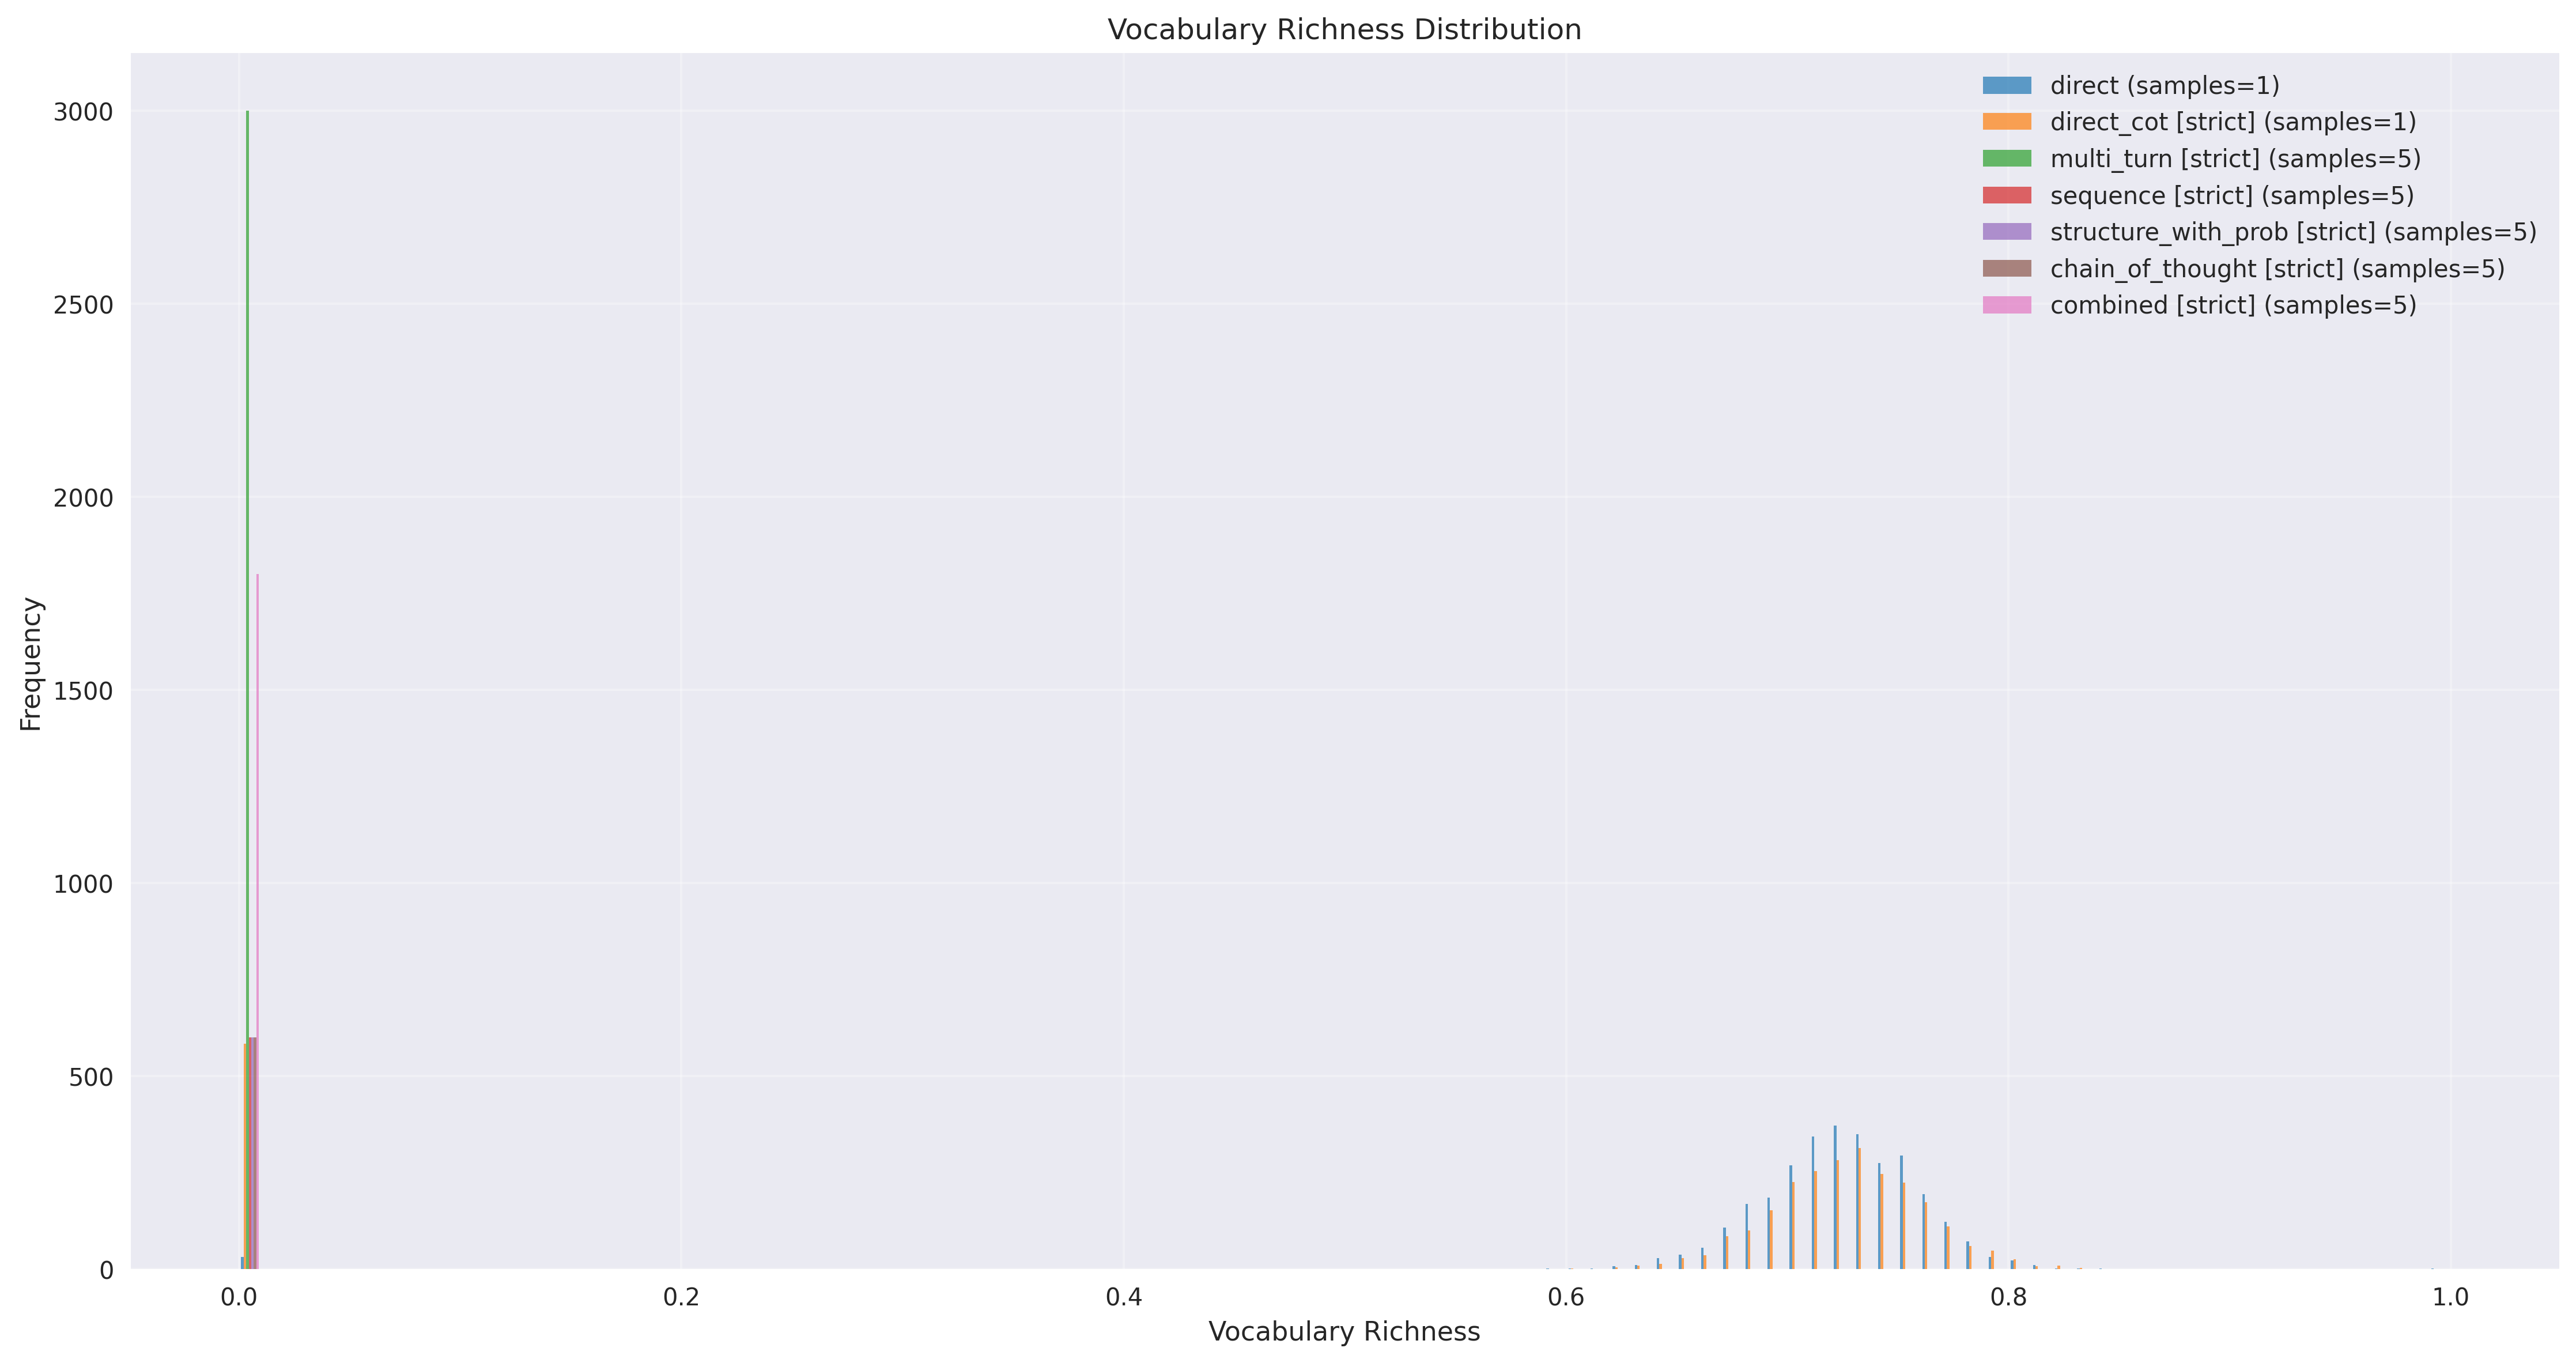 Vocabulary Richness Distribution
direct (samples=1)
direct_cot [strict] (samples=1)
multi_turn [strict] (samples=5)
sequence [strict] (samples=5)
structure_with_prob [strict] (samples=5)
chain_of_thought [strict] (samples=5)
combined [strict] (samples=5)
Frequency
3000
2500
2000
1500
1000
500
0
0.0 0.2 0.4 0.6 0.8 1.0
Vocabulary Richness